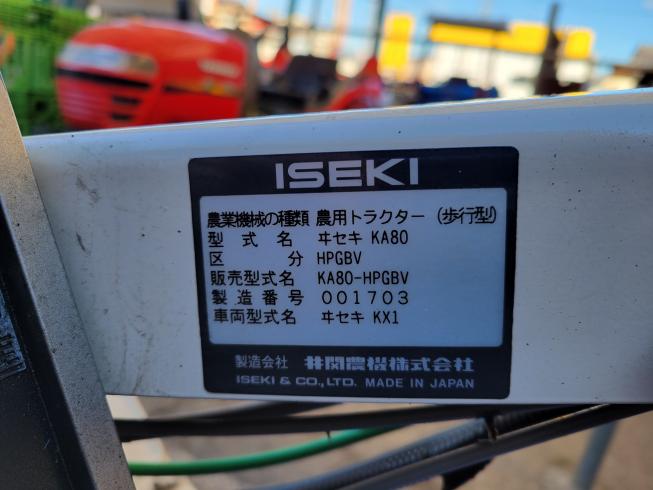 ISEKI
農業機械の種類 農用トラクター (歩行型)
型式名 ヰセキ KA80
区分 HPGBV
販売型式名 KA80-HPGBV
製造番号 001703
車両型式名 ヰセキ KX1
製造会社 井関農機株式会社
ISEKI & CO., LTD. MADE IN JAPAN